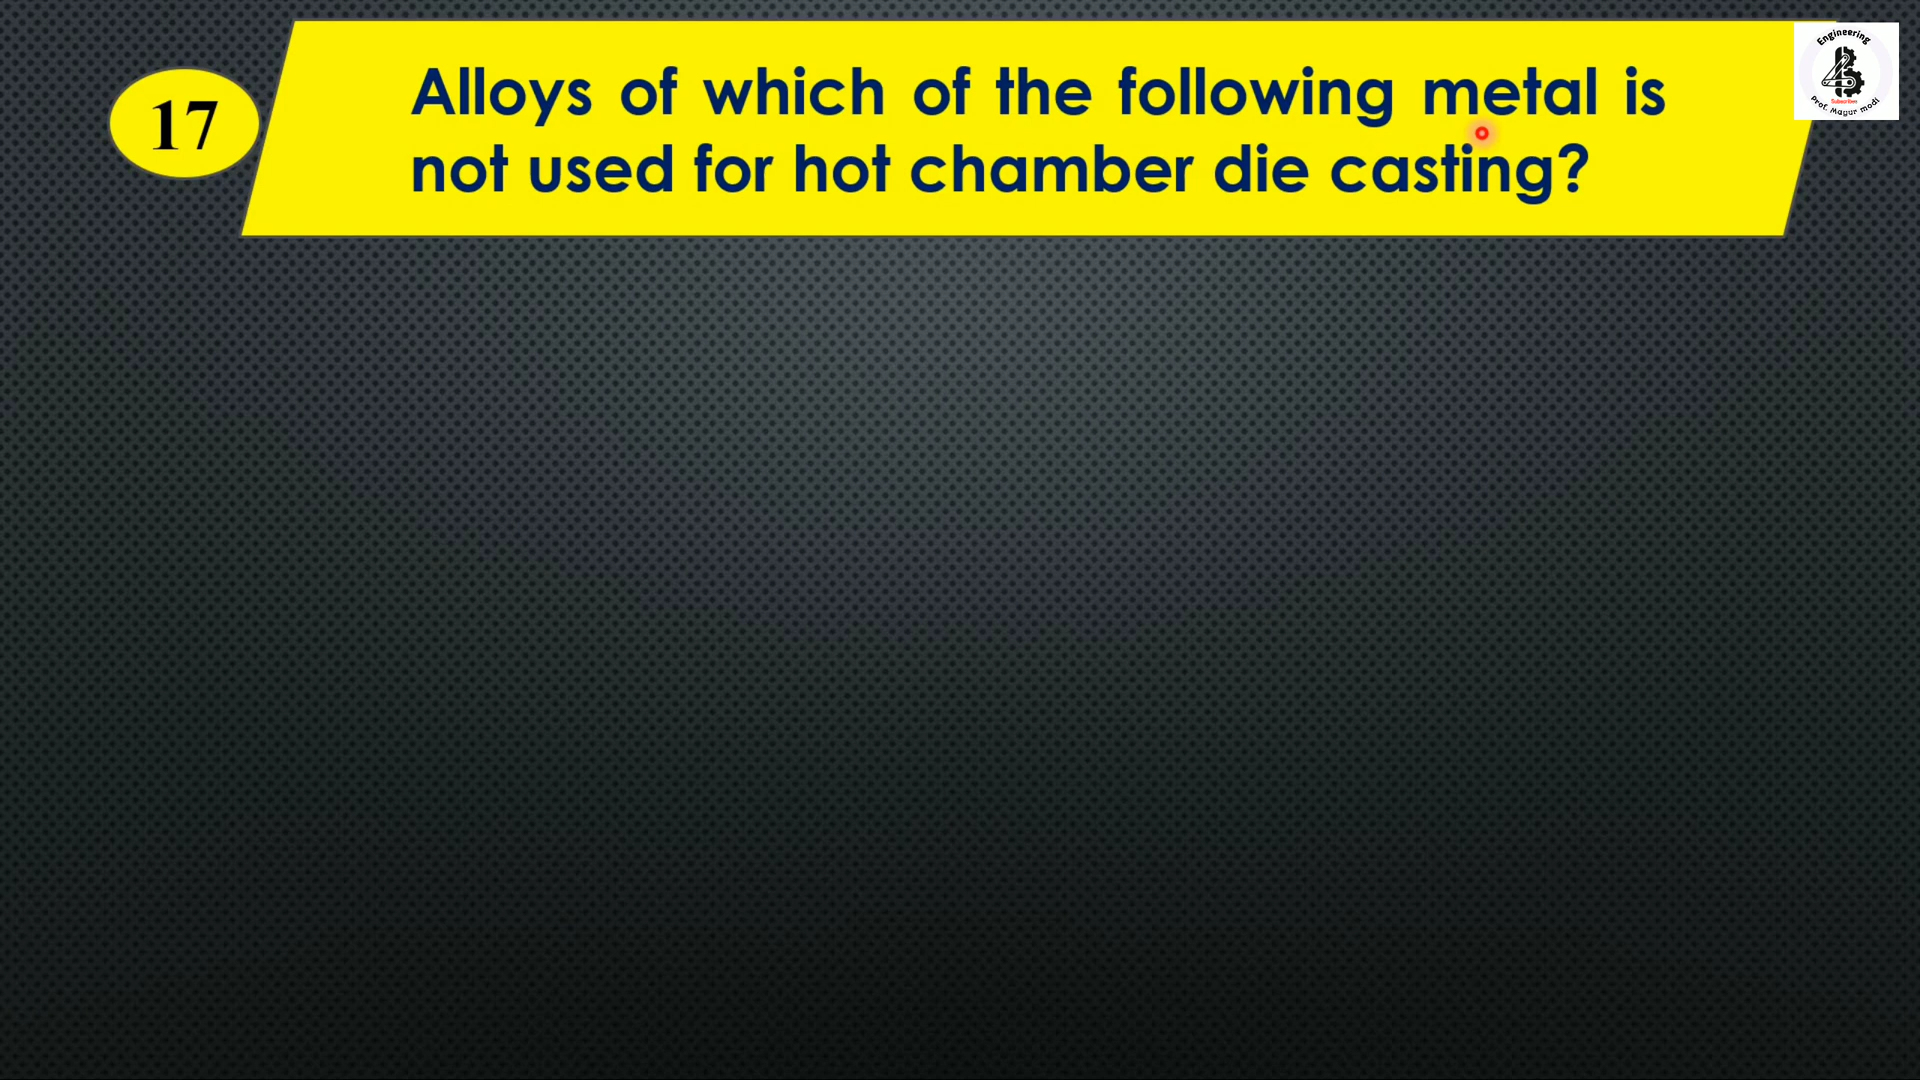 17
Alloys of which of the following metal is
not used for hot chamber die casting?
Engineering
Subscribes
Prof. Mayur modi